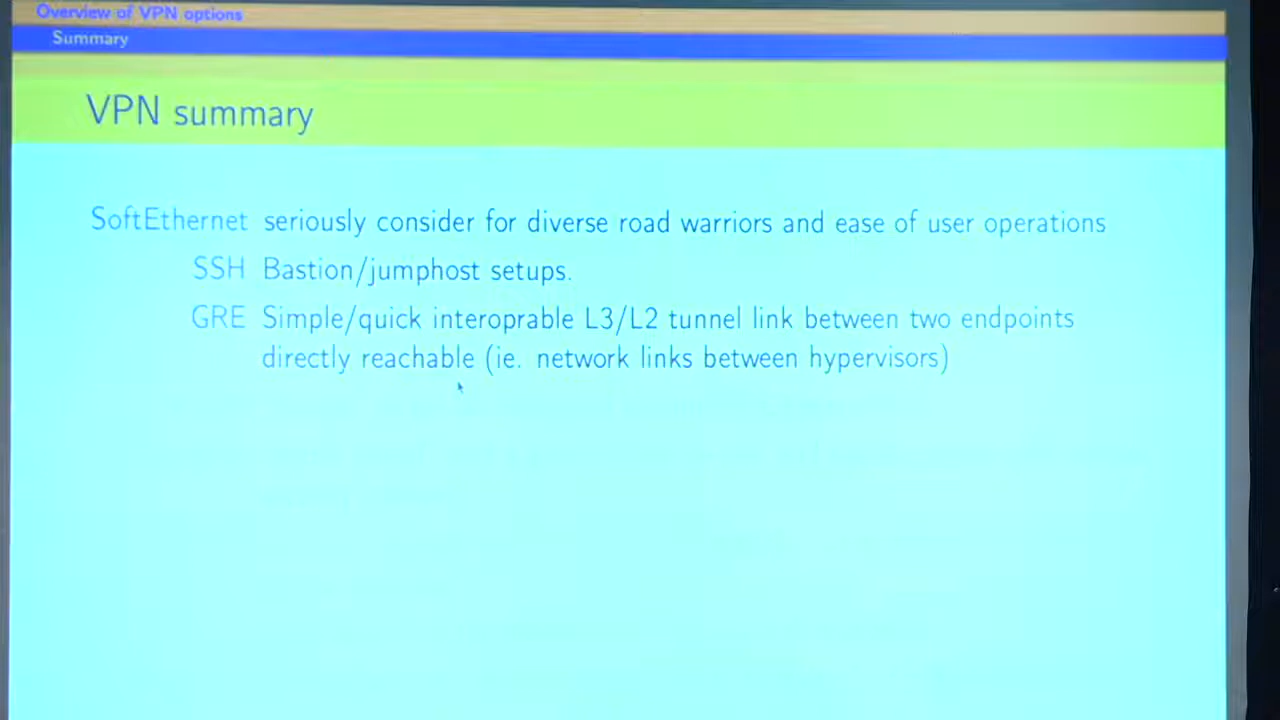 Overview of VPN options
Summary
VPN summary
SoftEthernet seriously consider for diverse road warriors and ease of user operations
SSH Bastion/jumphost setups.
GRE Simple/quick interoprable L3/L2 tunnel link between two endpoints
directly reachable (ie. network links between hypervisors)